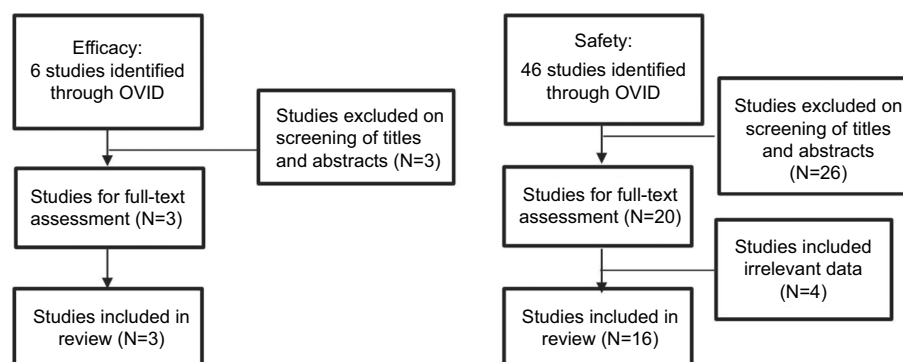 Efficacy:
6 studies identified
through OVID
Studies excluded on
screening of titles
and abstracts (N=3)
Studies for full-text
assessment (N=3)
Studies included in
review (N=3)
Safety:
46 studies identified
through OVID
Studies excluded on
screening of titles
and abstracts
(N=26)
Studies for full-text
assessment (N=20)
Studies included
irrelevant data
(N=4)
Studies included in
review (N=16)